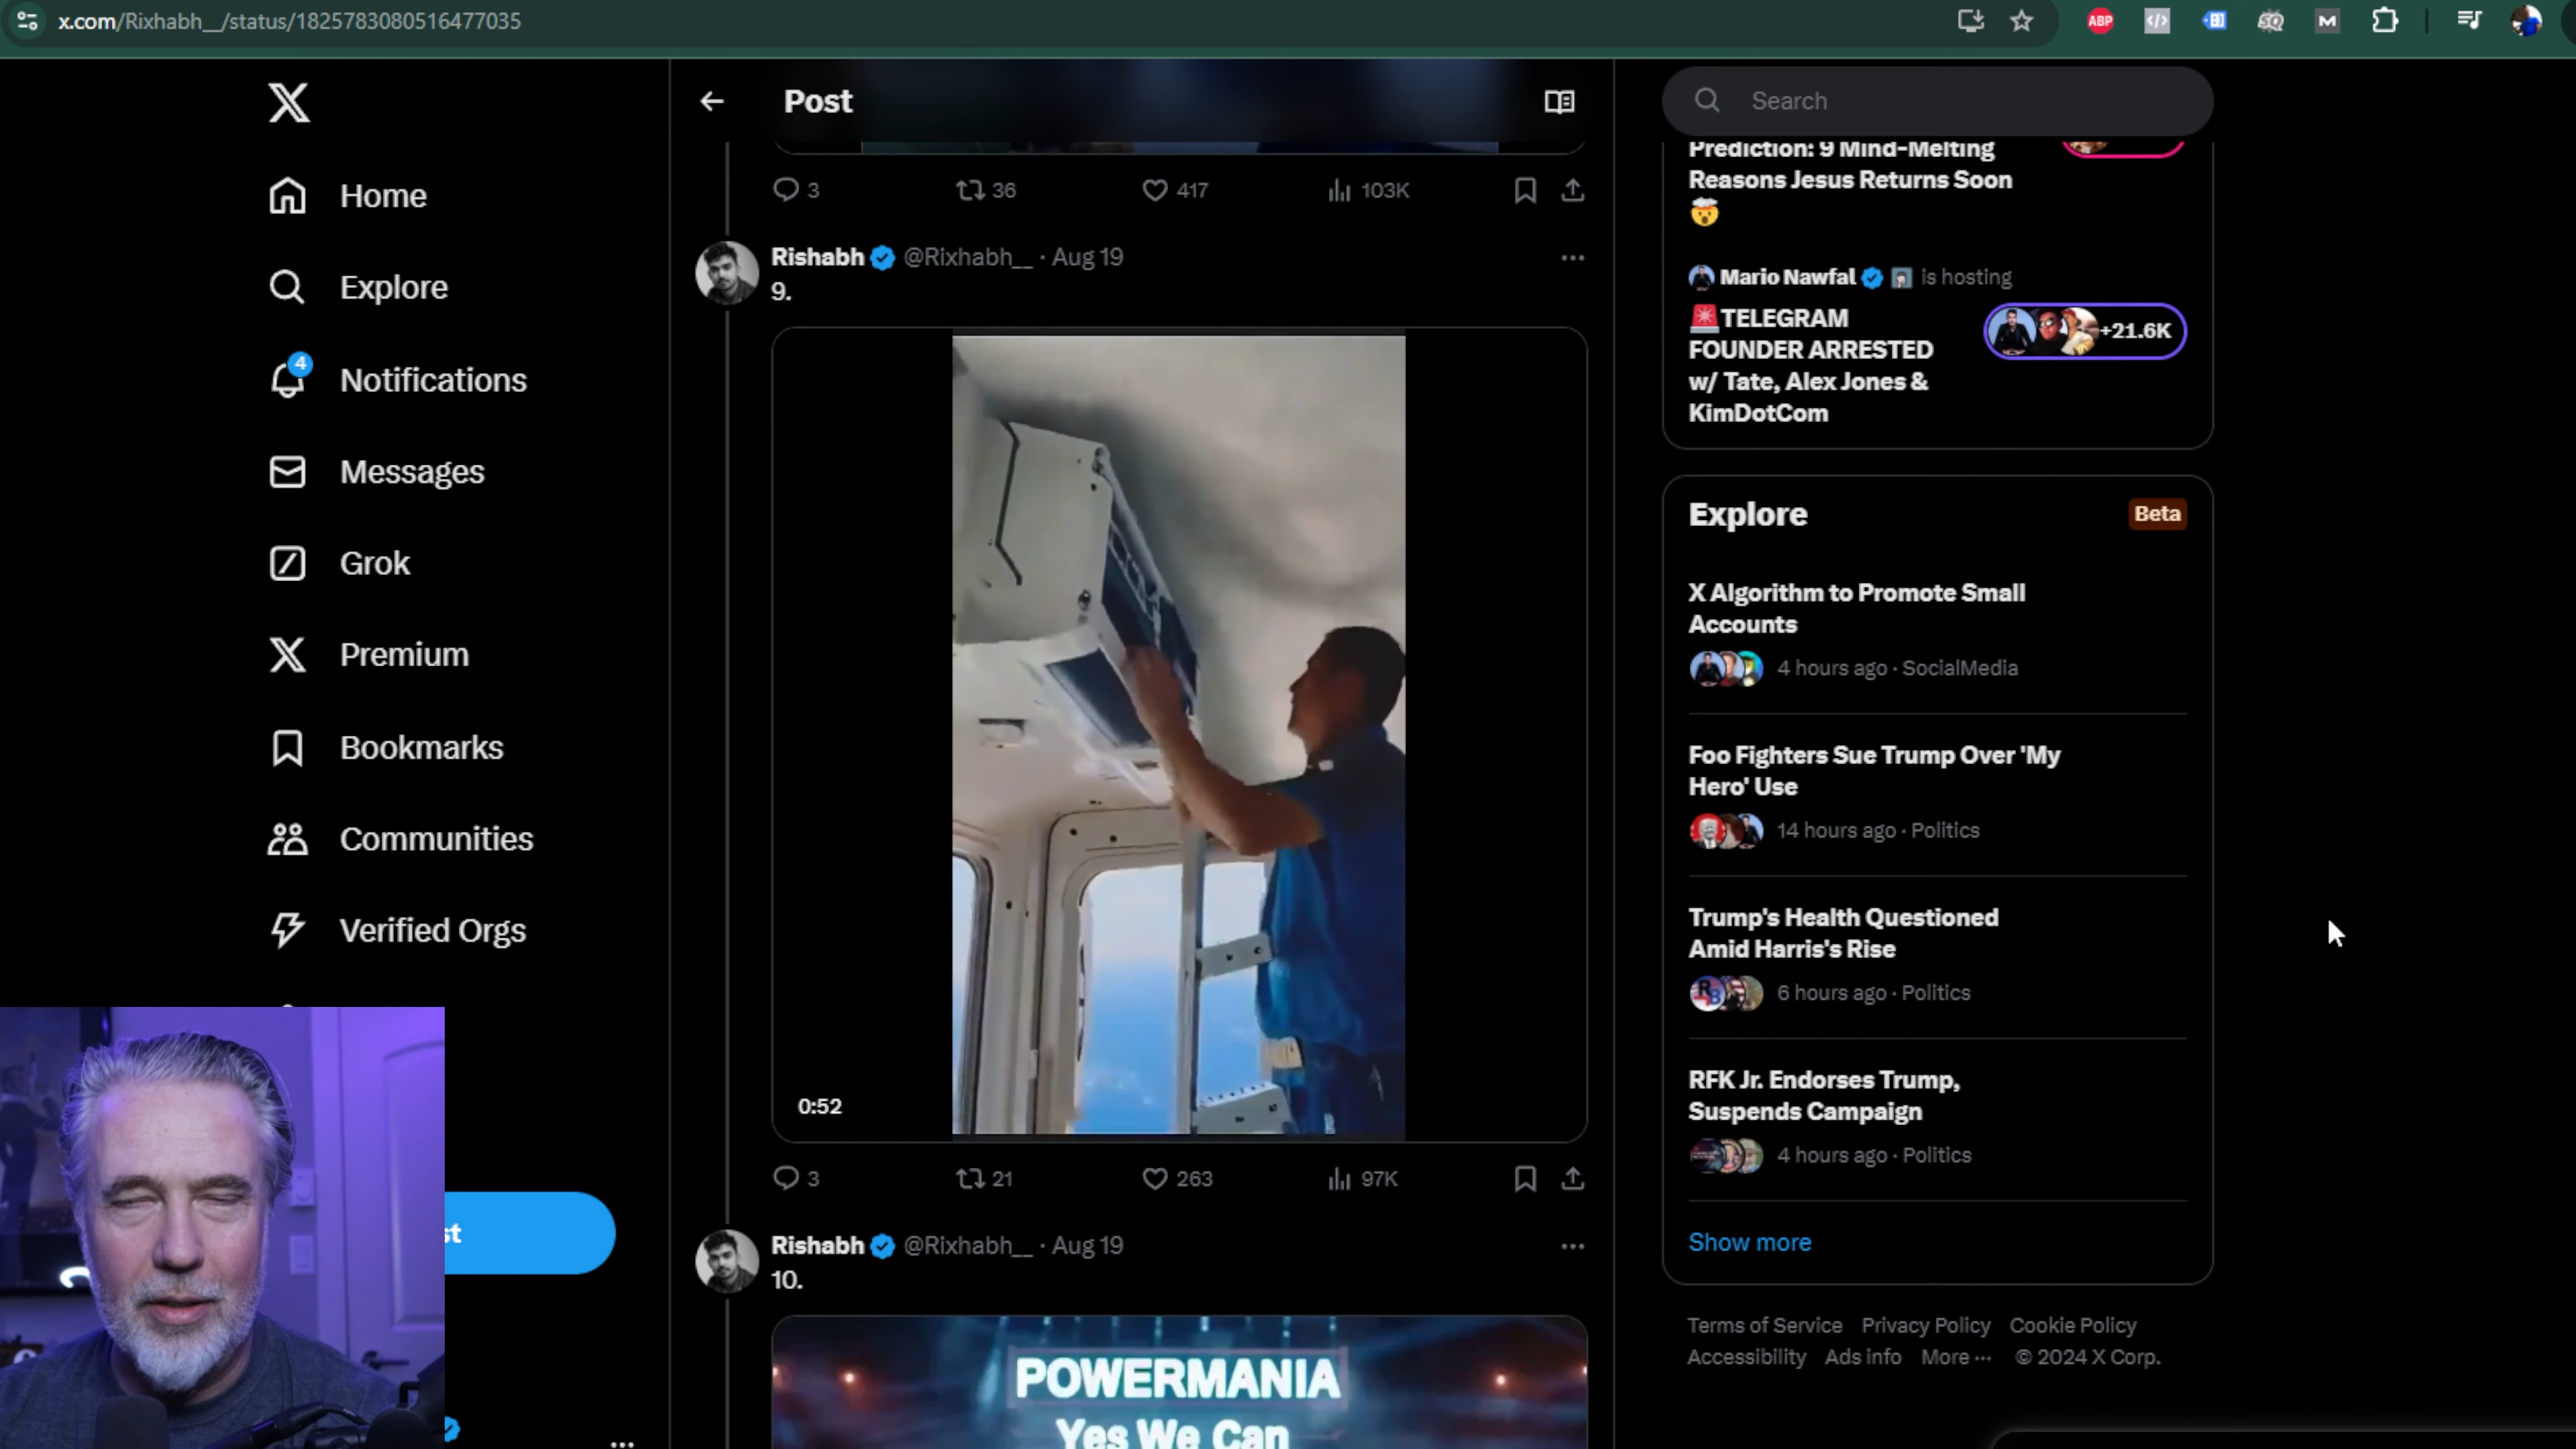 x.com/Rixhabh__/status/1825783080516477035
ABP
Home
Explore
4
Notifications
Messages
Grok
Premium
Bookmarks
Communities
Verified Orgs
st
Post
3 36 417 103K
Rishabh @Rixhabh__ · Aug 19
9.
0:52
3 21 263 97K
Rishabh @Rixhabh__ · Aug 19
10.
POWERMANIA
Yes We Can
Search
Prediction: 9 Mind-Melting
Reasons Jesus Returns Soon
🤯
Mario Nawfal is hosting
🚨TELEGRAM
FOUNDER ARRESTED
w/ Tate, Alex Jones &
KimDotCom
+21.6K
Explore
Beta
X Algorithm to Promote Small
Accounts
4 hours ago · SocialMedia
Foo Fighters Sue Trump Over 'My
Hero' Use
14 hours ago · Politics
Trump's Health Questioned
Amid Harris's Rise
6 hours ago · Politics
RFK Jr. Endorses Trump,
Suspends Campaign
4 hours ago · Politics
Show more
Terms of Service Privacy Policy Cookie Policy
Accessibility Ads info More ··· © 2024 X Corp.